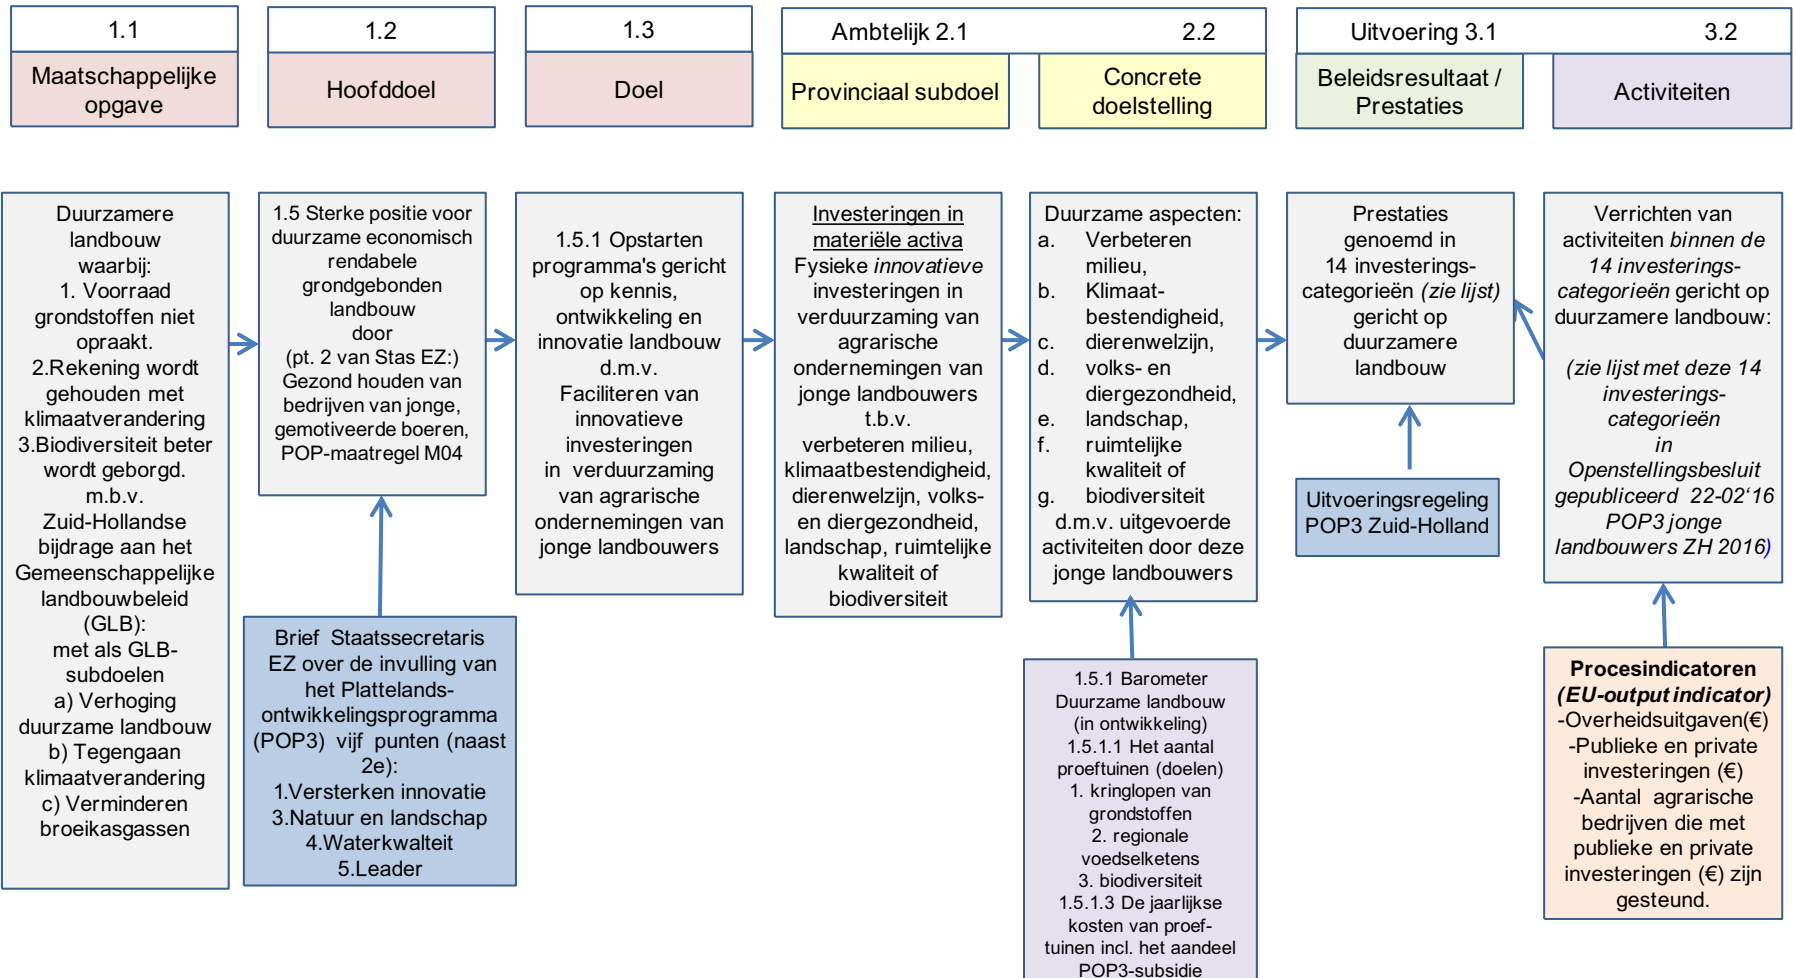 1.1
Maatschappelijke
opgave
1.2
Hoofddoel
1.3
Doel
Ambtelijk 2.1
2.2
Provinciaal subdoel
Concrete
doelstelling
Uitvoering 3.1
3.2
Beleidsresultaat /
Prestaties
Activiteiten
Duurzamere
landbouw
waarbij:
1. Voorraad
grondstoffen niet
opraakt.
2.Rekening wordt
gehouden met
klimaatverandering
3.Biodiversiteit beter
wordt geborgd.
m.b.v.
Zuid-Hollandse
bijdrage aan het
Gemeenschappelijke
landbouwbeleid
(GLB):
met als GLB-
subdoelen
a) Verhoging
duurzame landbouw
b) Tegengaan
klimaatverandering
c) Verminderen
broeikasgassen
1.5 Sterke positie voor
duurzame economisch
rendabele
grondgebonden
landbouw
door
(pt. 2 van Stas EZ:)
Gezond houden van
bedrijven van jonge,
gemotiveerde boeren,
POP-maatregel M04
Brief Staatssecretaris
EZ over de invulling van
het Plattelands-
ontwikkelingsprogramma
(POP3) vijf punten (naast
2e):
1.Versterken innovatie
3.Natuur en landschap
4.Waterkwalteit
5.Leader
1.5.1 Opstarten
programma's gericht
op kennis,
ontwikkeling en
innovatie landbouw
d.m.v.
Faciliteren van
innovatieve
investeringen
in verduurzaming
van agrarische
ondernemingen van
jonge landbouwers
Investeringen in
materiële activa
Fysieke innovatieve
investeringen in
verduurzaming van
agrarische
ondernemingen van
jonge landbouwers
t.b.v.
verbeteren milieu,
klimaatbestendigheid,
dierenwelzijn, volks-
en diergezondheid,
landschap, ruimtelijke
kwaliteit of
biodiversiteit
Duurzame aspecten:
a. Verbeteren
milieu,
b. Klimaat-
bestendigheid,
c. dierenwelzijn,
d. volks- en
diergezondheid,
e. landschap,
f. ruimtelijke
kwaliteit of
g. biodiversiteit
d.m.v. uitgevoerde
activiteiten door deze
jonge landbouwers
1.5.1 Barometer
Duurzame landbouw
(in ontwikkeling)
1.5.1.1 Het aantal
proeftuinen (doelen)
1. kringlopen van
grondstoffen
2. regionale
voedselketens
3. biodiversiteit
1.5.1.3 De jaarlijkse
kosten van proef-
tuinen incl. het aandeel
POP3-subsidie
Prestaties
genoemd in
14 investerings-
categorieën (zie lijst)
gericht op
duurzamere
landbouw
Uitvoeringsregeling
POP3 Zuid-Holland
Verrichten van
activiteiten binnen de
14 investerings-
categorieën gericht op
duurzamere landbouw:
(zie lijst met deze 14
investerings-
categorieën
in
Openstellingsbesluit
gepubliceerd 22-02‘16
POP3 jonge
landbouwers ZH 2016)
Procesindicatoren
(EU-output indicator)
-Overheidsuitgaven(€)
-Publieke en private
investeringen (€)
-Aantal agrarische
bedrijven die met
publieke en private
investeringen (€) zijn
gesteund.